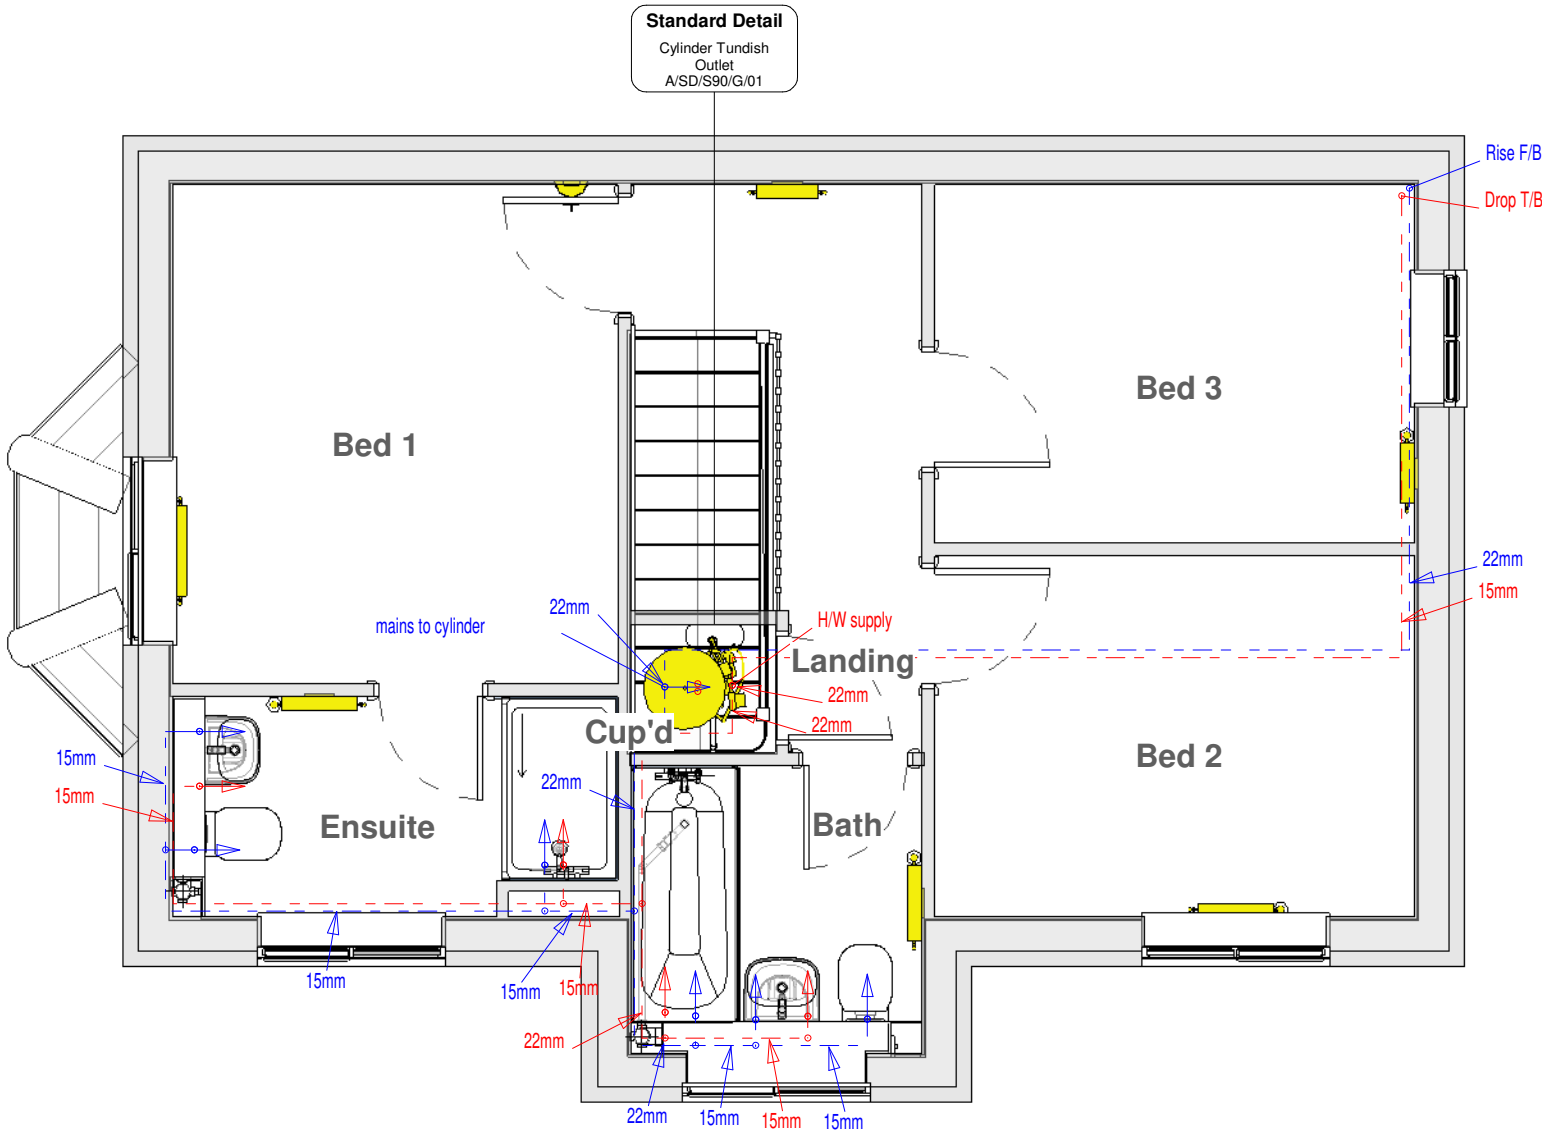 Standard Detail
Cylinder Tundish
Outlet
A/SD/S90/G/01
Rise F/B
Drop T/B
Bed 1
Bed 3
22mm
15mm
22mm
mains to cylinder
H/W supply
Landing
22mm
22mm
Cup'd
Bed 2
15mm
15mm
22mm
Ensuite
Bath
15mm
15mm
15mm
22mm
22mm
15mm
15mm
15mm